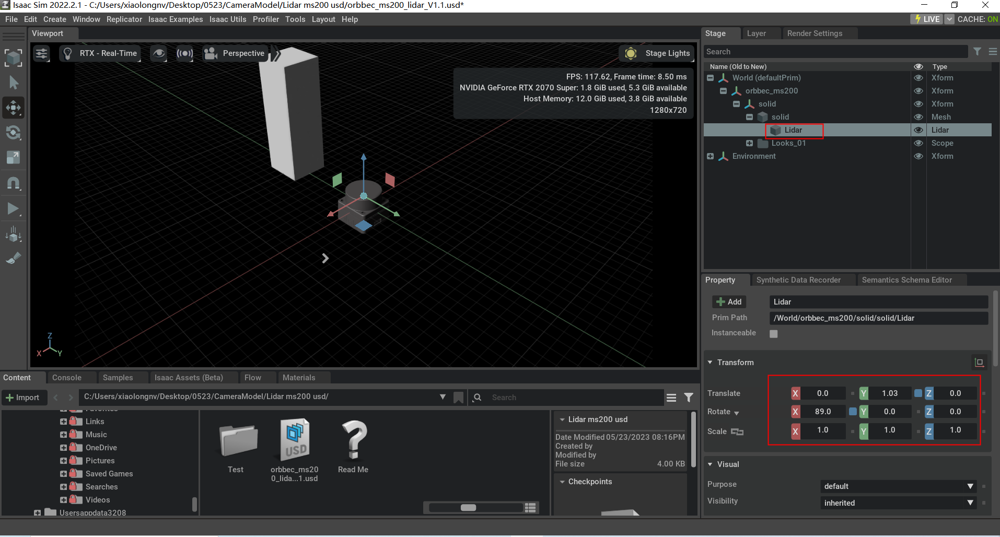 Isaac Sim 2022.2.1 - C:/Users/xiaolongnv/Desktop/0523/CameraModel/Lidar ms200 usd/orbbec_ms200_lidar_V1.1.usd*
File Edit Create Window Replicator Isaac Examples Isaac Utils Profiler Tools Layout Help
LIVE CACHE: ON
Viewport
RTX - Real-Time
Perspective
Stage Lights
FPS: 117.62, Frame time: 8.50 ms
NVIDIA GeForce RTX 2070 Super: 1.8 GiB used, 5.3 GiB available
Host Memory: 12.0 GiB used, 3.8 GiB available
1280x720
Z
X Y
Stage Layer Render Settings
Search
Name (Old to New) Type
World (defaultPrim) Xform
orbbec_ms200 Xform
solid Xform
solid Mesh
Lidar Lidar
Looks_01 Scope
Environment Xform
Property Synthetic Data Recorder Semantics Schema Editor
Add Lidar
Prim Path /World/orbbec_ms200/solid/solid/Lidar
Instanceable
Transform
Translate X 0.0 Y 1.03 Z 0.0
Rotate X 89.0 Y 0.0 Z 0.0
Scale X 1.0 Y 1.0 Z 1.0
Visual
Purpose default
Visibility inherited
Content Console Samples Isaac Assets (Beta) Flow Materials
Import C:/Users/xiaolongnv/Desktop/0523/CameraModel/Lidar ms200 usd/ Search
Favorites
Links
Music
OneDrive
Pictures
Saved Games
Searches
Videos
Usersappdata3208
USD
Test
orbbec_ms20
0_lida...1.usd
Read Me
Lidar ms200 usd
Date Modified 05/23/2023 08:16PM
Created by
Modified by
File size 4.00 KB
Checkpoints